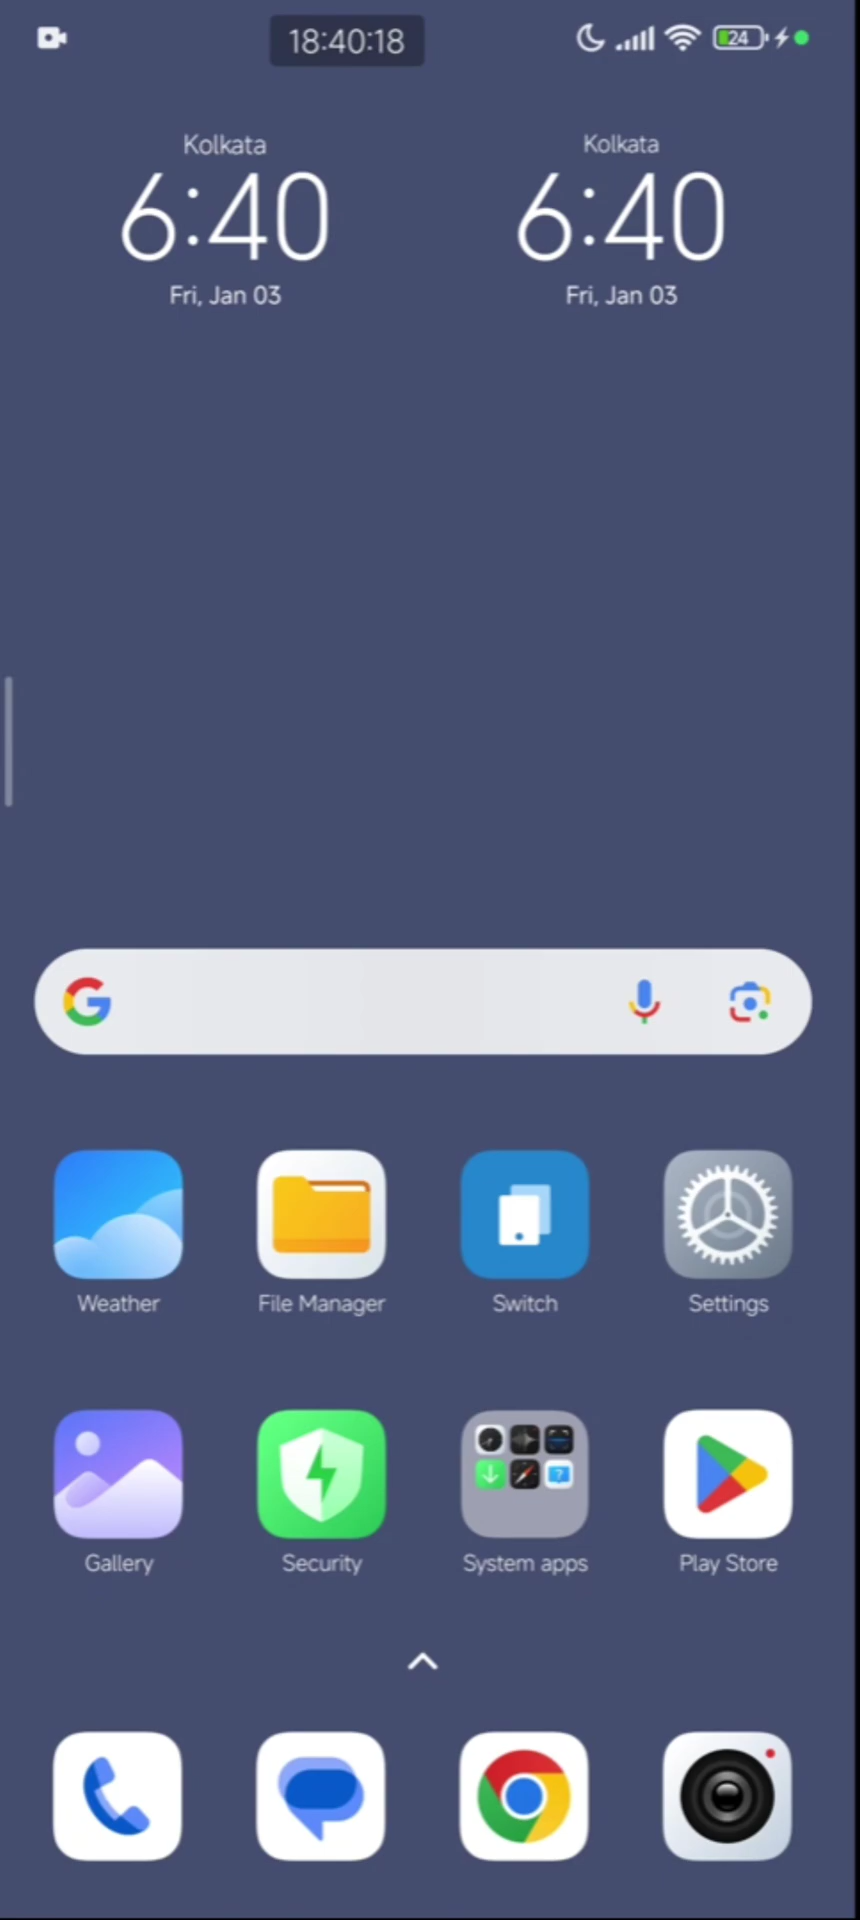 18:40:18
24
Kolkata
Kolkata
6:40
6:40
Fri, Jan 03
Fri, Jan 03
Weather
File Manager
Switch
Settings
Gallery
Security
System apps
Play Store